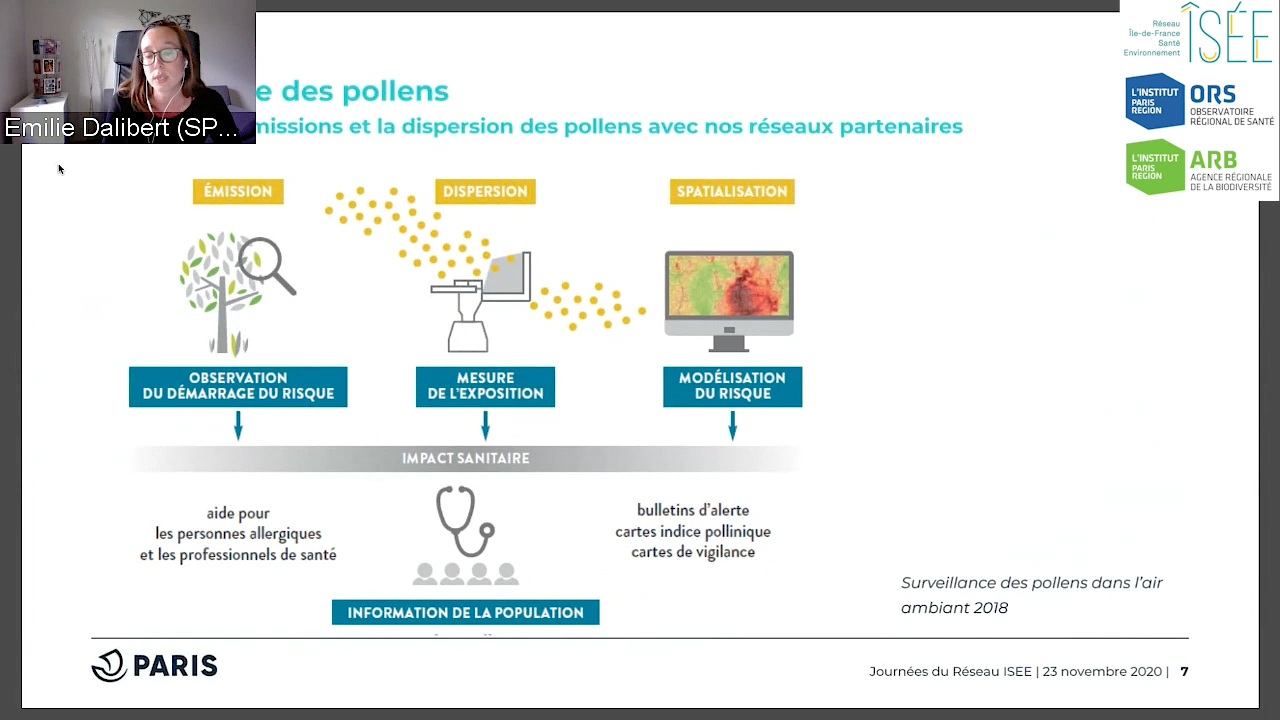 Emilie Dalibert (SP...
e des pollens
missions et la dispersion des pollens avec nos réseaux partenaires
Réseau
Île-de-France
Santé
Environnement
ÎSÉE
L'INSTITUT
PARIS
REGION
ORS
OBSERVATOIRE
RÉGIONAL DE SANTÉ
L'INSTITUT
PARIS
REGION
ARB
AGENCE RÉGIONALE
DE LA BIODIVERSITÉ
ÉMISSION
DISPERSION
SPATIALISATION
OBSERVATION
DU DÉMARRAGE DU RISQUE
MESURE
DE L'EXPOSITION
MODÉLISATION
DU RISQUE
IMPACT SANITAIRE
aide pour
les personnes allergiques
et les professionnels de santé
bulletins d'alerte
cartes indice pollinique
cartes de vigilance
INFORMATION DE LA POPULATION
Surveillance des pollens dans l'air
ambiant 2018
PARIS
Journées du Réseau ISEE | 23 novembre 2020 | 7